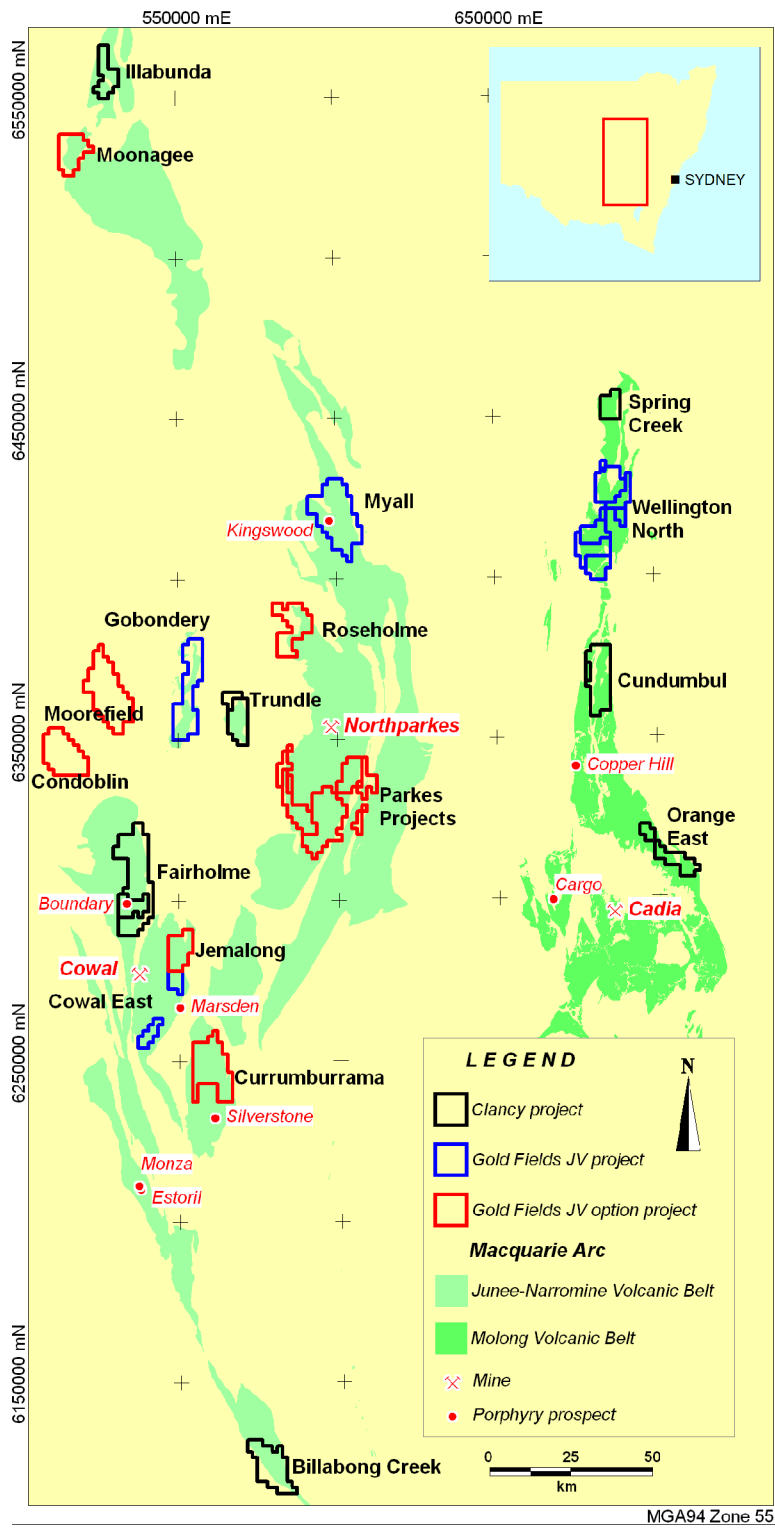 550000 mE
650000 mE
6550000 mN
6450000 mN
6350000 mN
6250000 mN
6150000 mN
Illabunda
Moonagee
SYDNEY
Spring
Creek
Myall
Kingswood
Wellington
North
Gobondery
Roseholme
Cundumbul
Trundle
Moorefield
Northparkes
Condoblin
Copper Hill
Parkes
Projects
Orange
East
Fairholme
Boundary
Cargo
Cadia
Jemalong
Cowal
Cowal East
Marsden
Currumburrama
Silverstone
Monza
Estoril
Billabong Creek
LEGEND
N
Clancy project
Gold Fields JV project
Gold Fields JV option project
Macquarie Arc
Junee-Narromine Volcanic Belt
Molong Volcanic Belt
Mine
Porphyry prospect
0 25 50
km
MGA94 Zone 55